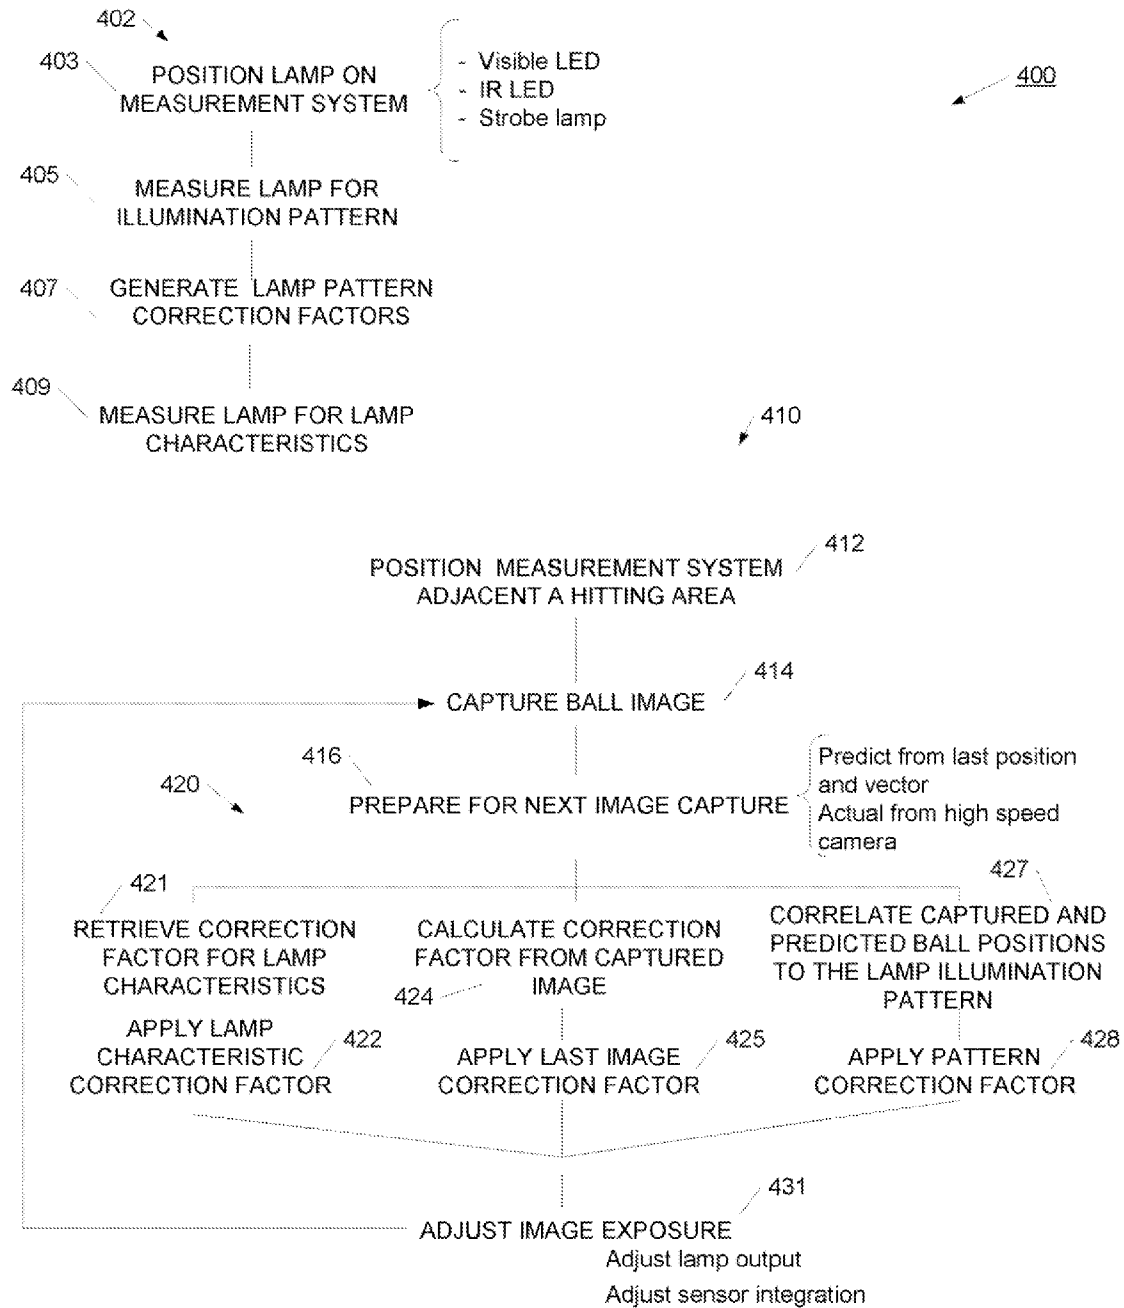 402
403
POSITION LAMP ON
MEASUREMENT SYSTEM
- Visible LED
- IR LED
- Strobe lamp
400
405
MEASURE LAMP FOR
ILLUMINATION PATTERN
407
GENERATE LAMP PATTERN
CORRECTION FACTORS
409
MEASURE LAMP FOR LAMP
CHARACTERISTICS
410
412
POSITION MEASUREMENT SYSTEM
ADJACENT A HITTING AREA
414
CAPTURE BALL IMAGE
416
420
PREPARE FOR NEXT IMAGE CAPTURE
Predict from last position
and vector
Actual from high speed
camera
421
RETRIEVE CORRECTION
FACTOR FOR LAMP
CHARACTERISTICS
CALCULATE CORRECTION
FACTOR FROM CAPTURED
IMAGE
424
427
CORRELATE CAPTURED AND
PREDICTED BALL POSITIONS
TO THE LAMP ILLUMINATION
PATTERN
APPLY LAMP
CHARACTERISTIC
CORRECTION FACTOR
422
APPLY LAST IMAGE
CORRECTION FACTOR
425
APPLY PATTERN
CORRECTION FACTOR
428
431
ADJUST IMAGE EXPOSURE
Adjust lamp output
Adjust sensor integration